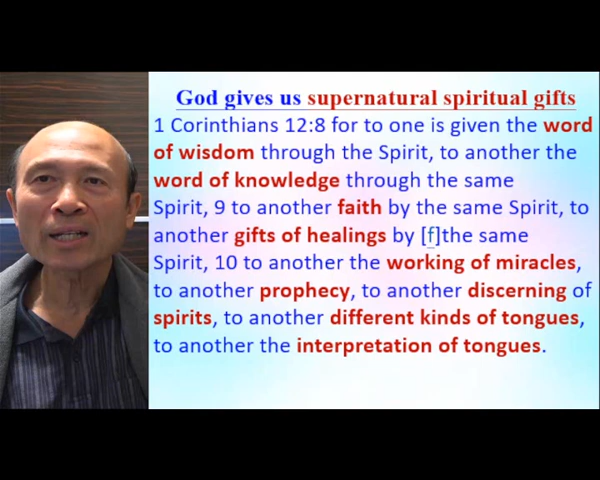 God gives us supernatural spiritual gifts
1 Corinthians 12:8 for to one is given the word
of wisdom through the Spirit, to another the
word of knowledge through the same
Spirit, 9 to another faith by the same Spirit, to
another gifts of healings by [f]the same
Spirit, 10 to another the working of miracles,
to another prophecy, to another discerning of
spirits, to another different kinds of tongues,
to another the interpretation of tongues.